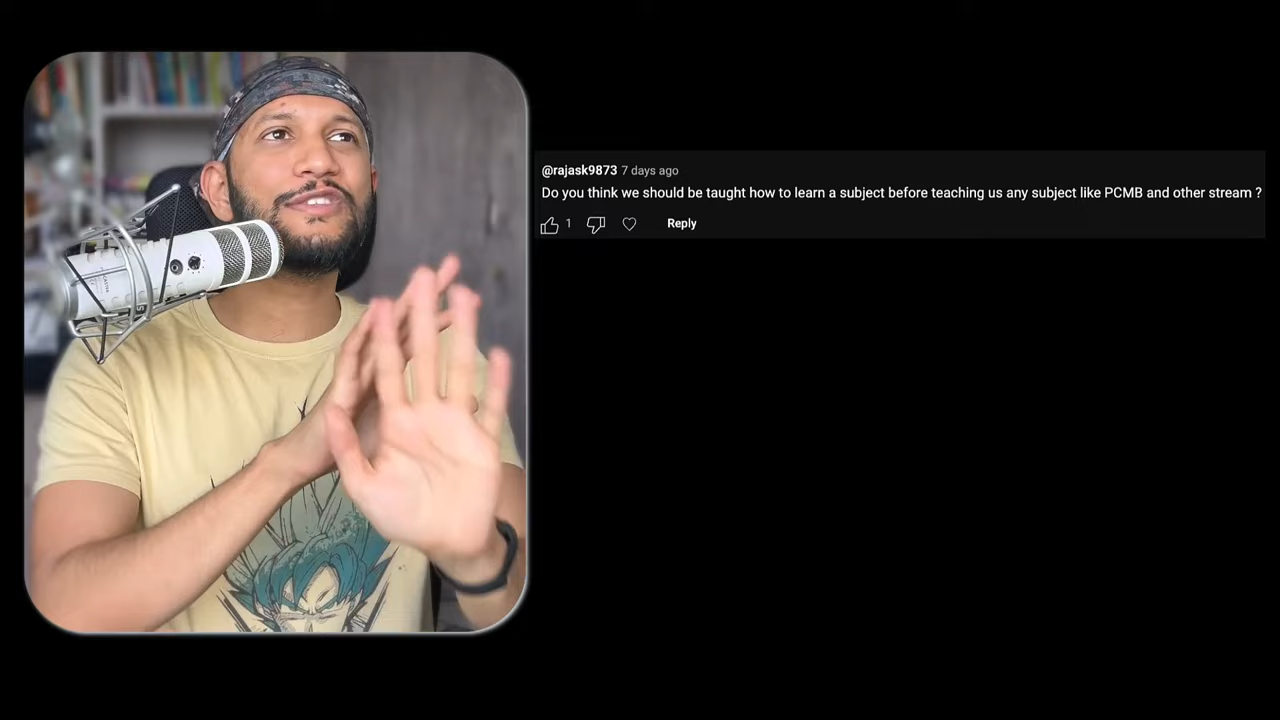 @rajask9873 7 days ago
Do you think we should be taught how to learn a subject before teaching us any subject like PCMB and other stream ?
1 Reply